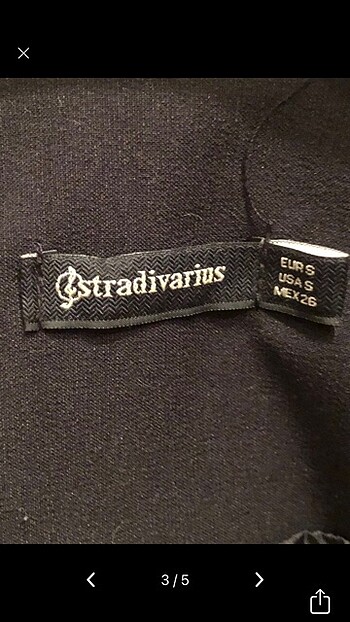 stradivarius
EUR S
USA S
MEX 26
3/5